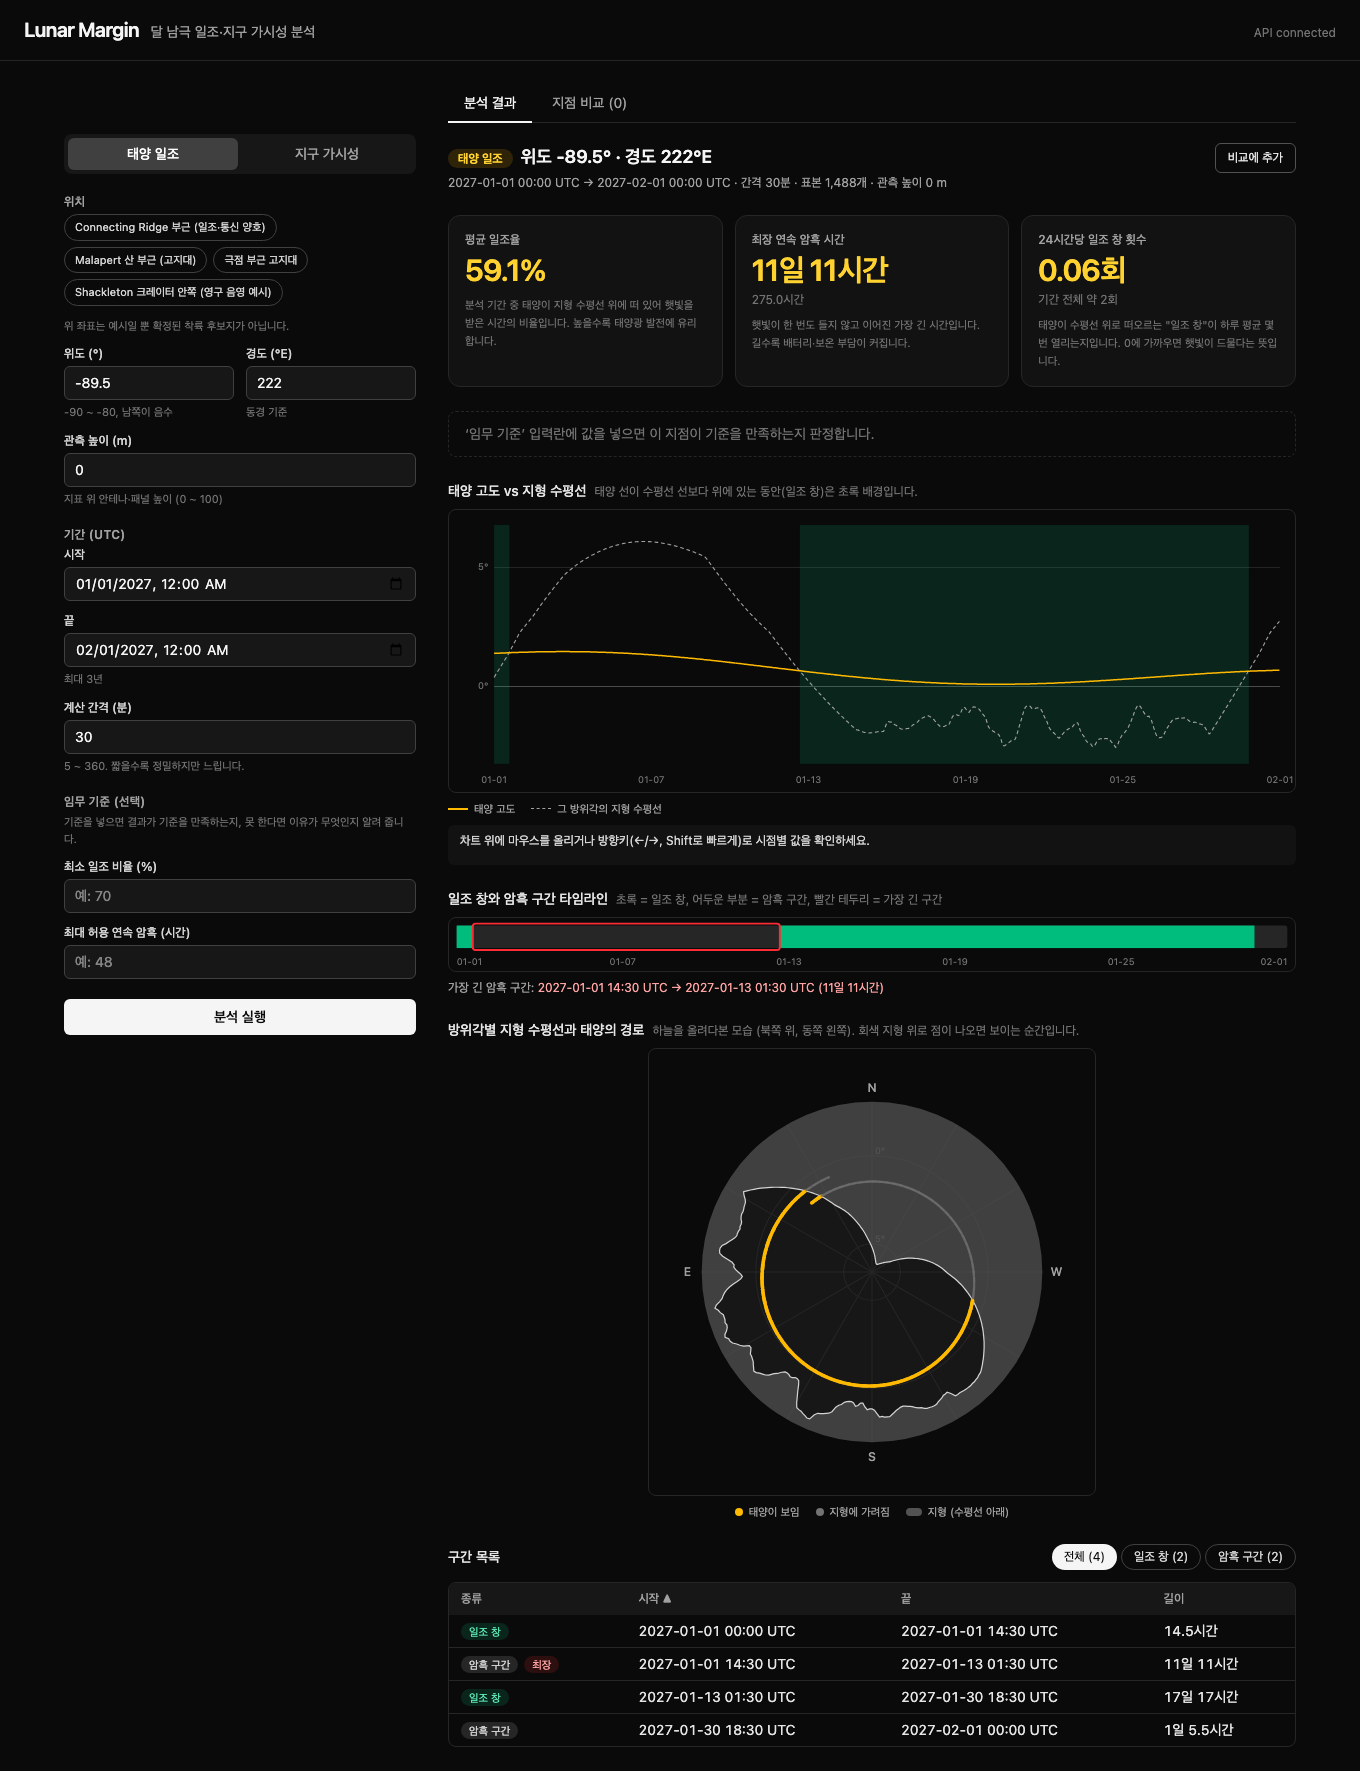 Lunar Margin 달 남극 일조·지구 가시성 분석
API connected
태양 일조
지구 가시성
위치
Connecting Ridge 부근 (일조·통신 양호)
Malapert 산 부근 (고지대)
극점 부근 고지대
Shackleton 크레이터 안쪽 (영구 음영 예시)
위 좌표는 예시일 뿐 확정된 착륙 후보지가 아닙니다.
위도 (°)
경도 (°E)
-89.5
222
-90 ~ -80, 남쪽이 음수
동경 기준
관측 높이 (m)
0
지표 위 안테나·패널 높이 (0 ~ 100)
기간 (UTC)
시작
01/01/2027, 12:00 AM
끝
02/01/2027, 12:00 AM
최대 3년
계산 간격 (분)
30
5 ~ 360. 짧을수록 정밀하지만 느립니다.
임무 기준 (선택)
기준을 넣으면 결과가 기준을 만족하는지, 못 한다면 이유가 무엇인지 알려 줍니
다.
최소 일조 비율 (%)
예: 70
최대 허용 연속 암흑 (시간)
예: 48
분석 실행
분석 결과
지점 비교 (0)
태양 일조 위도 -89.5° · 경도 222°E
비교에 추가
2027-01-01 00:00 UTC → 2027-02-01 00:00 UTC · 간격 30분 · 표본 1,488개 · 관측 높이 0 m
평균 일조율
59.1%
분석 기간 중 태양이 지형 수평선 위에 떠 있어 햇빛을
받은 시간의 비율입니다. 높을수록 태양광 발전에 유리
합니다.
최장 연속 암흑 시간
11일 11시간
275.0시간
햇빛이 한 번도 들지 않고 이어진 가장 긴 시간입니다.
길수록 배터리·보온 부담이 커집니다.
24시간당 일조 창 횟수
0.06회
기간 전체 약 2회
태양이 수평선 위로 떠오르는 "일조 창"이 하루 평균 몇
번 열리는지입니다. 0에 가까우면 햇빛이 드물다는 뜻입
니다.
‘임무 기준’ 입력란에 값을 넣으면 이 지점이 기준을 만족하는지 판정합니다.
태양 고도 vs 지형 수평선 태양 선이 수평선 선보다 위에 있는 동안(일조 창)은 초록 배경입니다.
5°
0°
01-01 01-07 01-13 01-19 01-25 02-01
태양 고도 그 방위각의 지형 수평선
차트 위에 마우스를 올리거나 방향키(←/→, Shift로 빠르게)로 시점별 값을 확인하세요.
일조 창와 암흑 구간 타임라인 초록 = 일조 창, 어두운 부분 = 암흑 구간, 빨간 테두리 = 가장 긴 구간
01-01 01-07 01-13 01-19 01-25 02-01
가장 긴 암흑 구간: 2027-01-01 14:30 UTC → 2027-01-13 01:30 UTC (11일 11시간)
방위각별 지형 수평선과 태양의 경로 하늘을 올려다본 모습 (북쪽 위, 동쪽 왼쪽). 회색 지형 위로 점이 나오면 보이는 순간입니다.
N
0°
5°
E
W
S
태양이 보임 지형에 가려짐 지형 (수평선 아래)
구간 목록
전체 (4) 일조 창 (2) 암흑 구간 (2)
종류 시작 ▲ 끝 길이
일조 창 2027-01-01 00:00 UTC 2027-01-01 14:30 UTC 14.5시간
암흑 구간 최장 2027-01-01 14:30 UTC 2027-01-13 01:30 UTC 11일 11시간
일조 창 2027-01-13 01:30 UTC 2027-01-30 18:30 UTC 17일 17시간
암흑 구간 2027-01-30 18:30 UTC 2027-02-01 00:00 UTC 1일 5.5시간